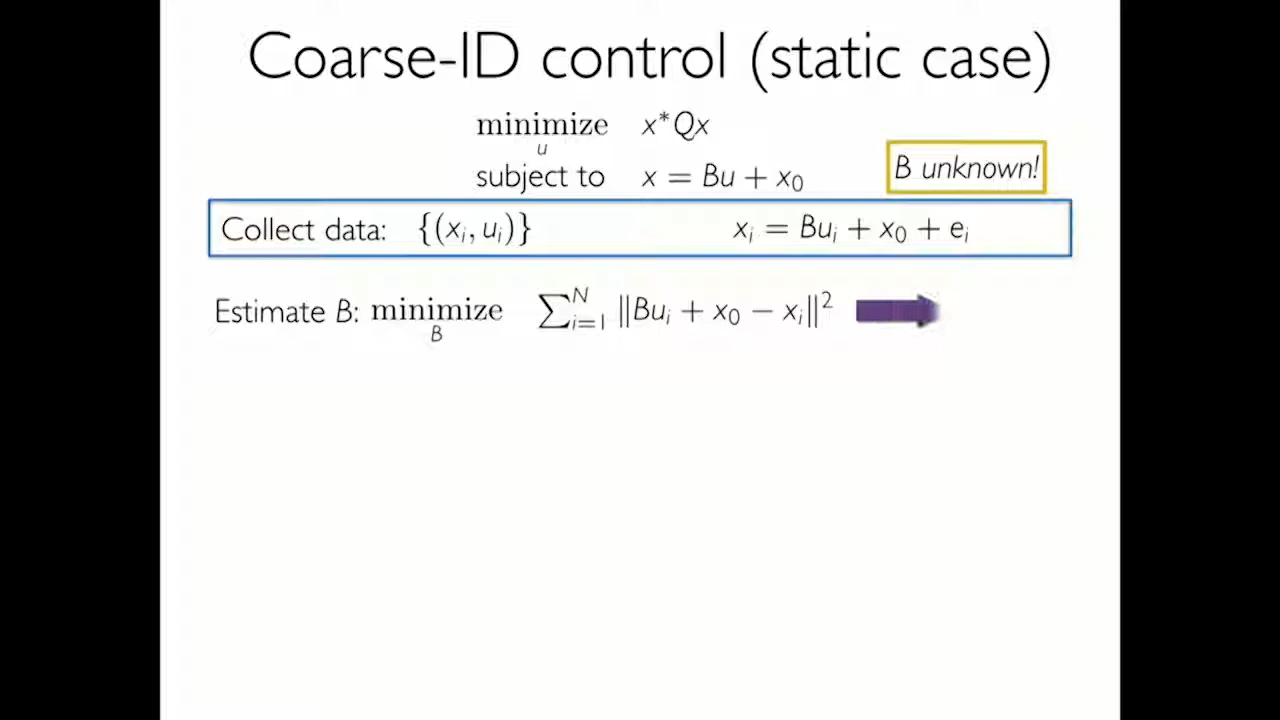 Coarse-ID control (static case)
minimize x*Qx
u
subject to x = Bu + x₀
B unknown!
Collect data: {(xᵢ, uᵢ)} xᵢ = Buᵢ + x₀ + eᵢ
Estimate B: minimize ∑ᵢ₌₁ᴺ ‖Buᵢ + x₀ − xᵢ‖²
B